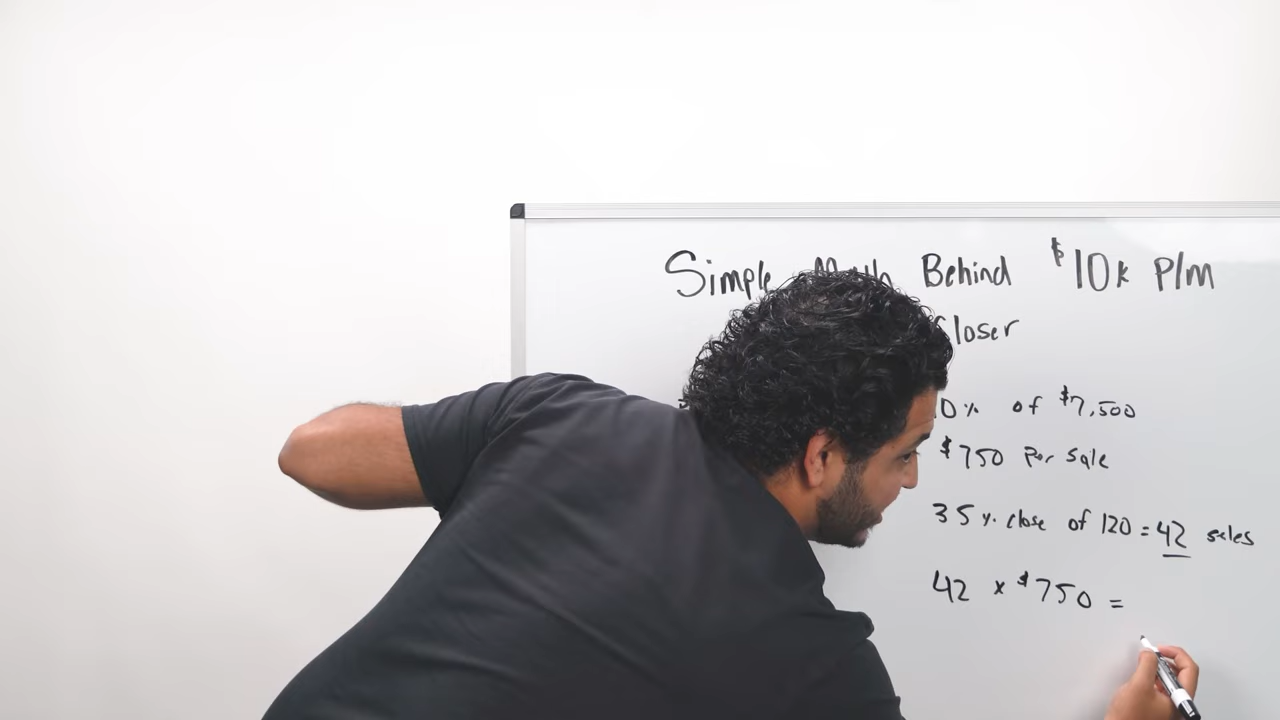 Simple Math Behind $10k P/m
Closer
0% of $7,500
$750 Per sale
35% close of 120 = 42 sales
42 x $750 =